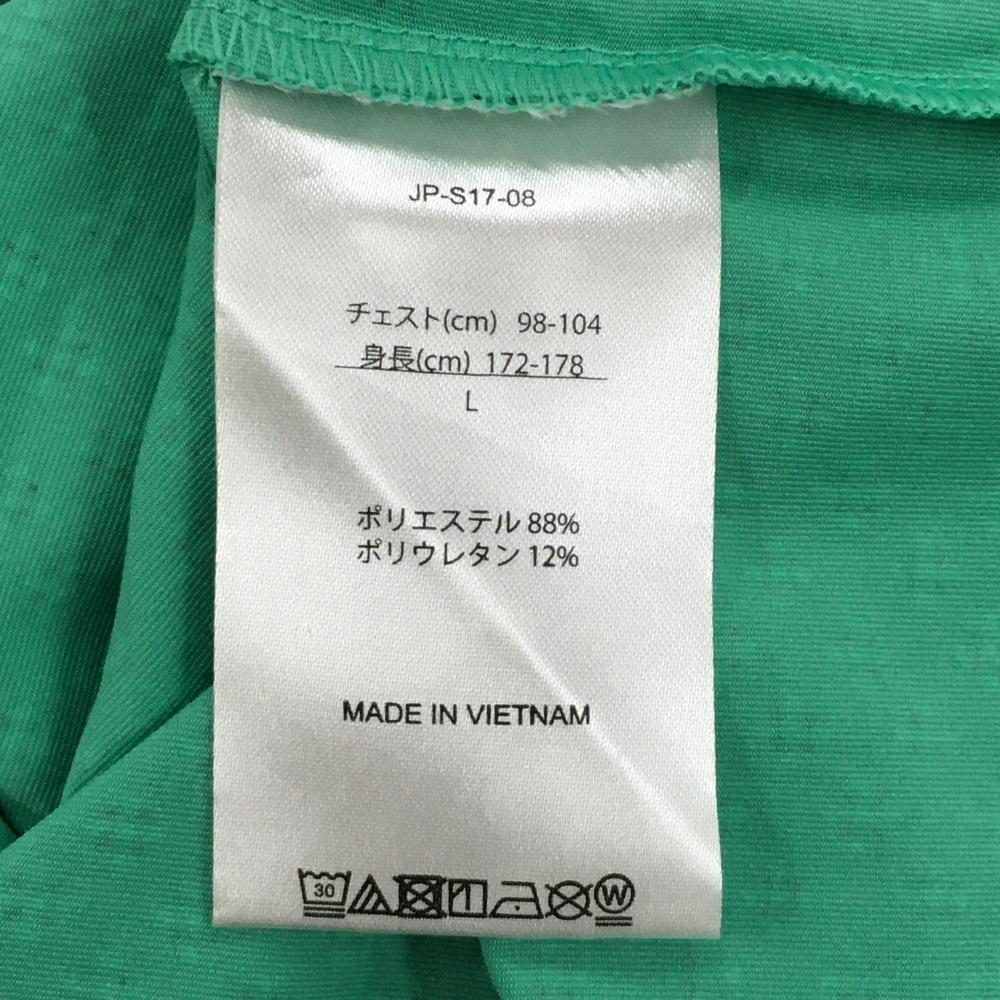 JP-S17-08
チェスト(cm) 98-104
身長(cm) 172-178
L
ポリエステル 88%
ポリウレタン 12%
MADE IN VIETNAM
30 W